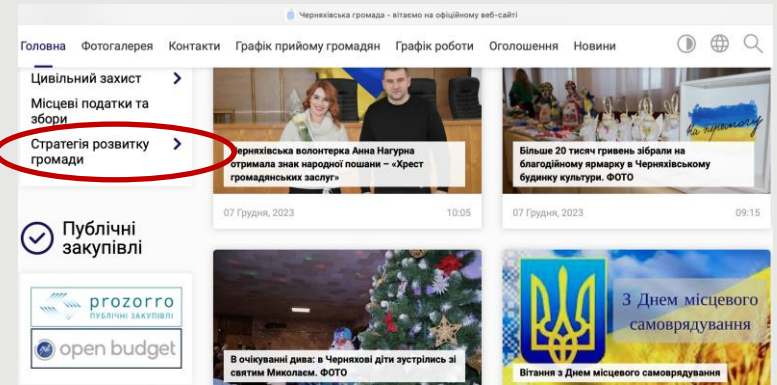 Черняхівська громада - вітаємо на офіційному веб-сайті
Головна Фотогалерея Контакти Графік прийому громадян Графік роботи Оголошення Новини
Цивільний захист
Місцеві податки та
збори
Стратегія розвитку
громади
Публічні
закупівлі
prozorro
ПУБЛІЧНІ ЗАКУПІВЛІ
open budget
Черняхівська волонтерка Анна Нагурна
отримала знак народної пошани – «Хрест
громадянських заслуг»
07 Грудня, 2023 10:05
на перемогу
Більше 20 тисяч гривень зібрали на
благодійному ярмарку в Черняхівському
будинку культури. ФОТО
07 Грудня, 2023 09:15
В очікуванні дива: в Черняхові діти зустрілись зі
святим Миколаєм. ФОТО
З Днем місцевого
самоврядування
Вітання з Днем місцевого самоврядування